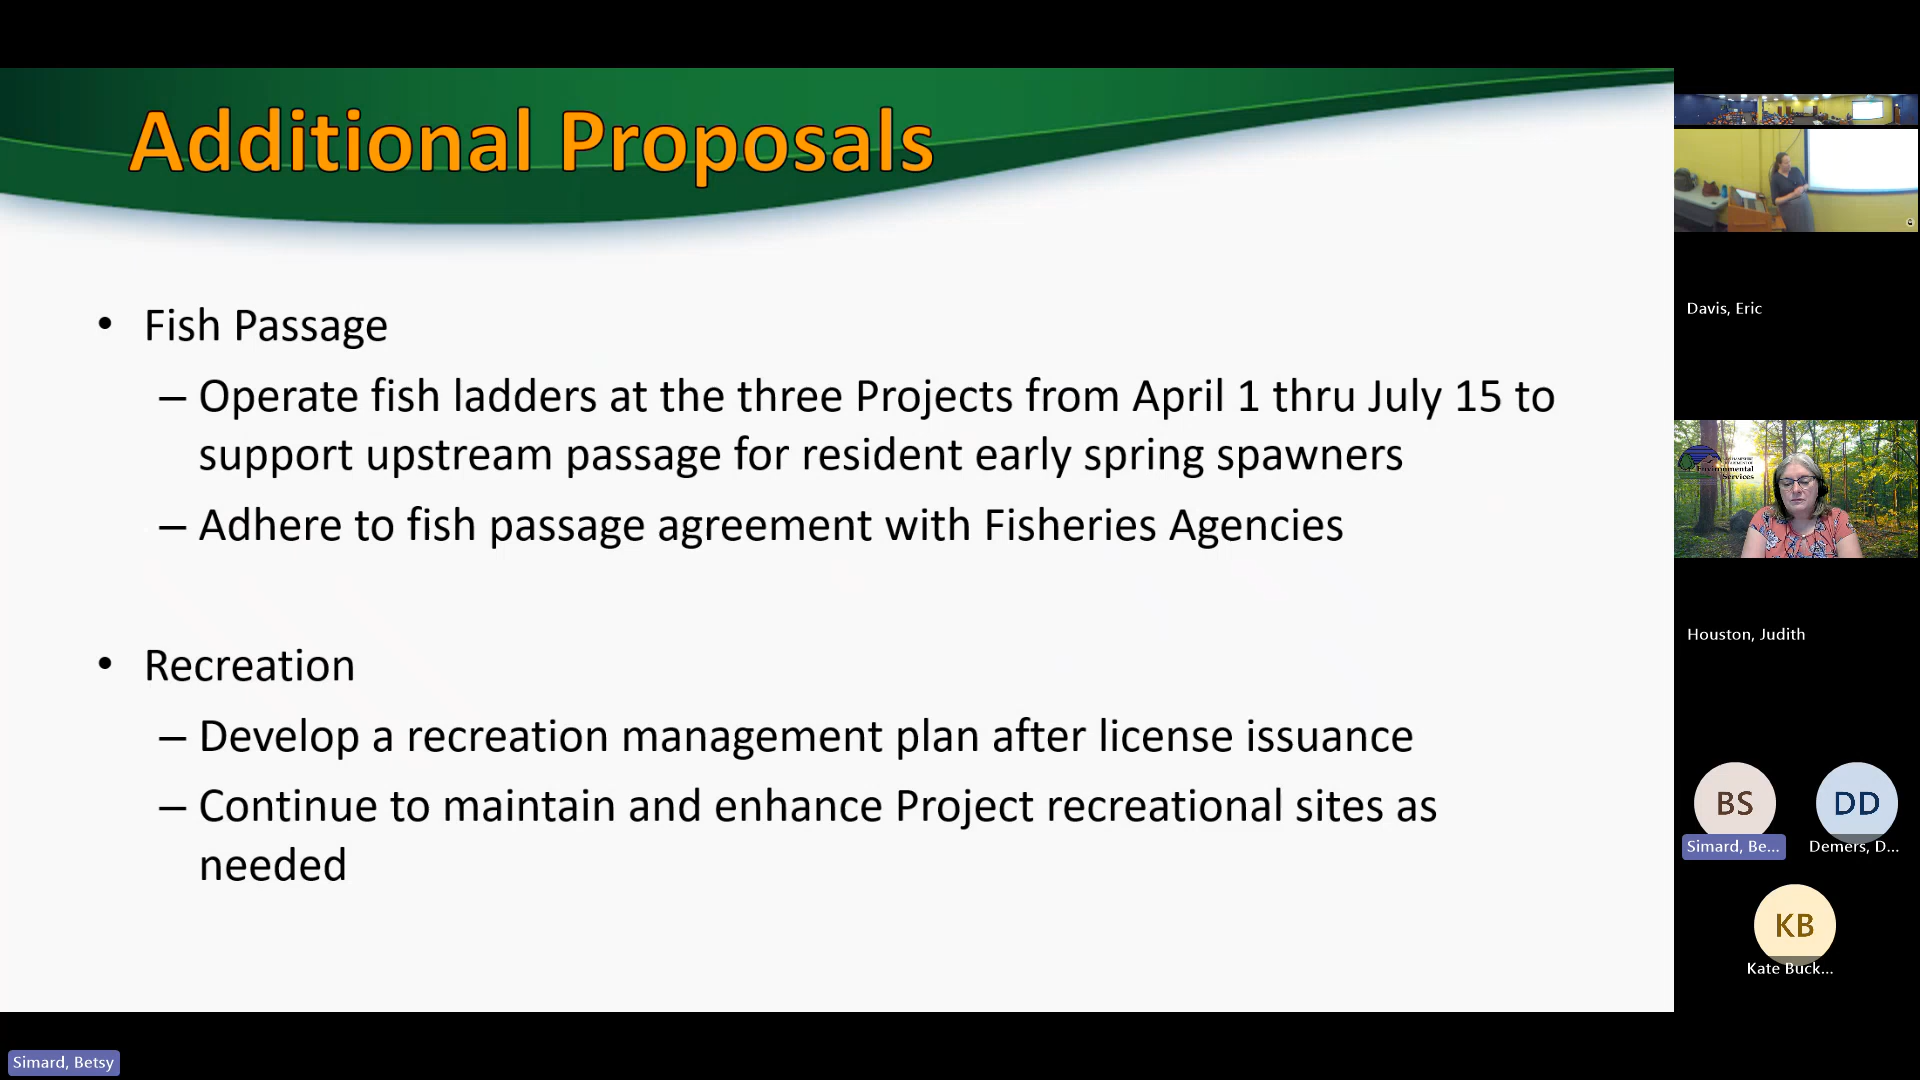 Additional Proposals
• Fish Passage
– Operate fish ladders at the three Projects from April 1 thru July 15 to
support upstream passage for resident early spring spawners
– Adhere to fish passage agreement with Fisheries Agencies
• Recreation
– Develop a recreation management plan after license issuance
– Continue to maintain and enhance Project recreational sites as
needed
Davis, Eric
Environmental
Services
Houston, Judith
BS
DD
Simard, Be...
Demers, D...
KB
Kate Buck...
Simard, Betsy